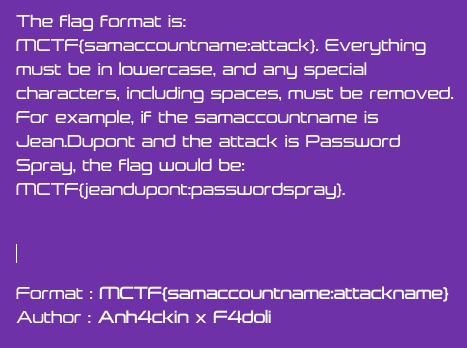 The flag format is:
MCTF{samaccountname:attack}. Everything
must be in lowercase, and any special
characters, including spaces, must be removed.
For example, if the samaccountname is
Jean.Dupont and the attack is Password
Spray, the flag would be:
MCTF{jeandupont:passwordspray}.
Format : MCTF{samaccountname:attackname}
Author : Anh4ckin x F4doli